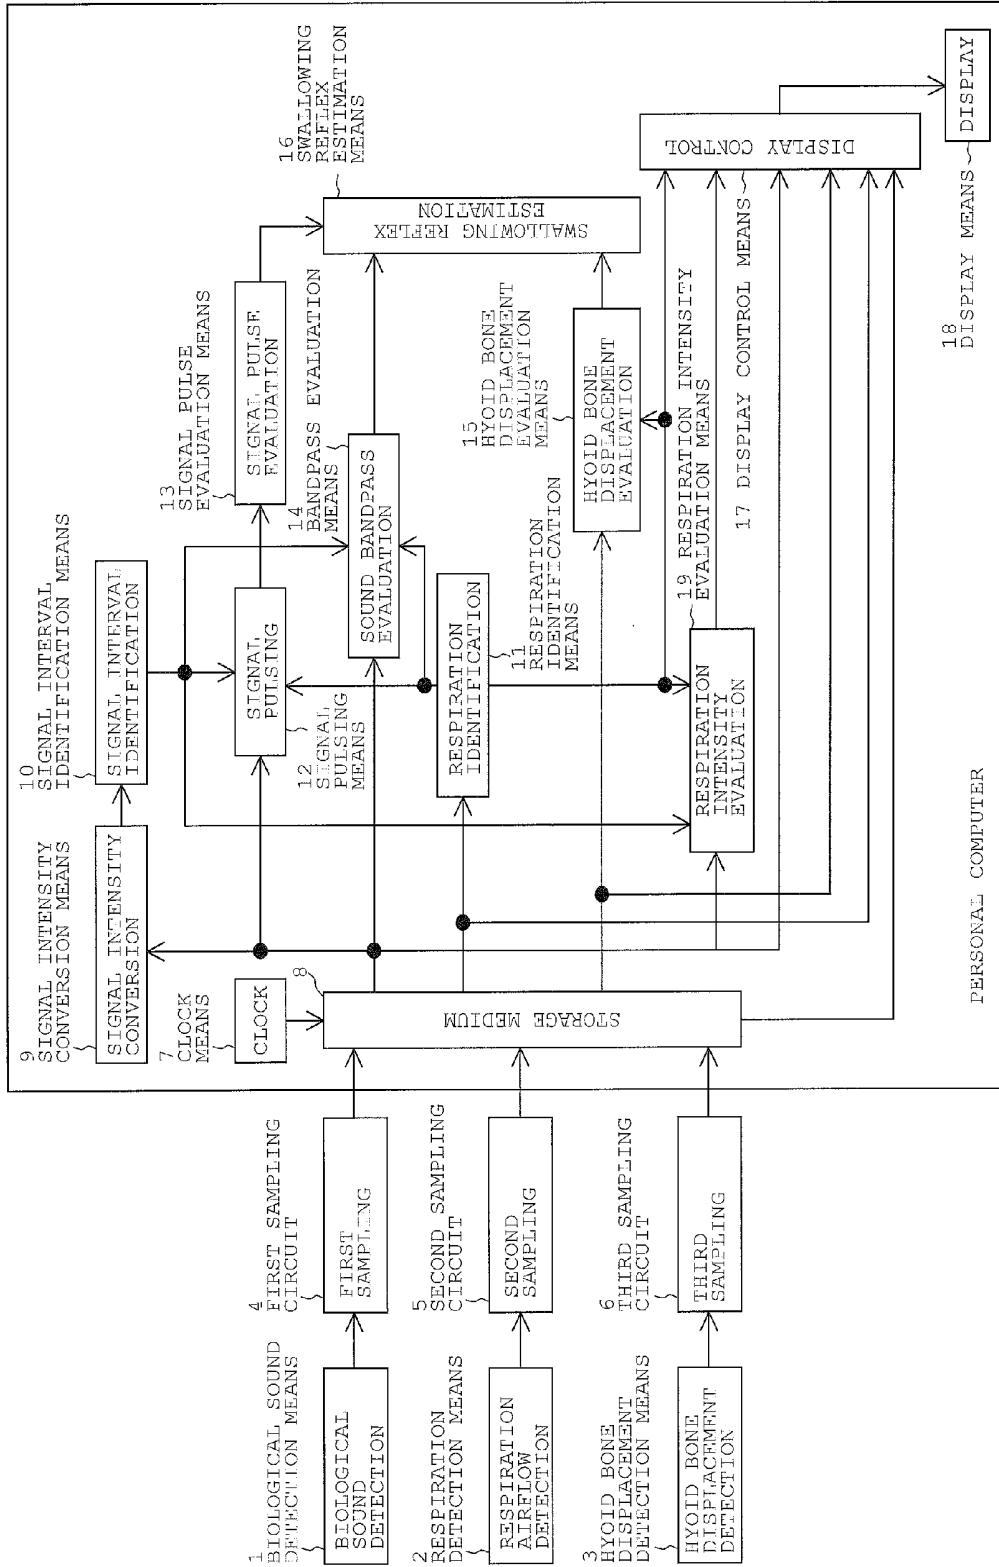 1
BIOLOGICAL SOUND
DETECTION MEANS
BIOLOGICAL
SOUND
DETECTION
2
RESPIRATION
DETECTION MEANS
RESPIRATION
AIRFLOW
DETECTION
3
HYOID BONE
DISPLACEMENT
DETECTION MEANS
HYOID BONE
DISPLACEMENT
DETECTION
4
FIRST SAMPLING
CIRCUIT
FIRST
SAMPLING
5
SECOND SAMPLING
CIRCUIT
SECOND
SAMPLING
6
THIRD SAMPLING
CIRCUIT
THIRD
SAMPLING
7
CLOCK
MEANS
CLOCK
8
STORAGE MEDIUM
9
SIGNAL INTENSITY
CONVERSION MEANS
SIGNAL INTENSITY
CONVERSION
10
SIGNAL INTERVAL
IDENTIFICATION MEANS
SIGNAL INTERVAL
IDENTIFICATION
SIGNAL
PULSING
12
SIGNAL
PULSING
MEANS
13
SIGNAL PULSE
EVALUATION MEANS
SIGNAL PULSE
EVALUATION
14
BANDPASS EVALUATION
MEANS
SOUND BANDPASS
EVALUATION
RESPIRATION
IDENTIFICATION
11
RESPIRATION
IDENTIFICATION
MEANS
15
HYOID BONE
DISPLACEMENT
EVALUATION
MEANS
HYOID BONE
DISPLACEMENT
EVALUATION
16
SWALLOWING
REFLEX
ESTIMATION
MEANS
SWALLOWING REFLEX
ESTIMATION
RESPIRATION
INTENSITY
EVALUATION
19 RESPIRATION INTENSITY
EVALUATION MEANS
17 DISPLAY CONTROL MEANS
DISPLAY CONTROL
18
DISPLAY MEANS
DISPLAY
PERSONAL COMPUTER